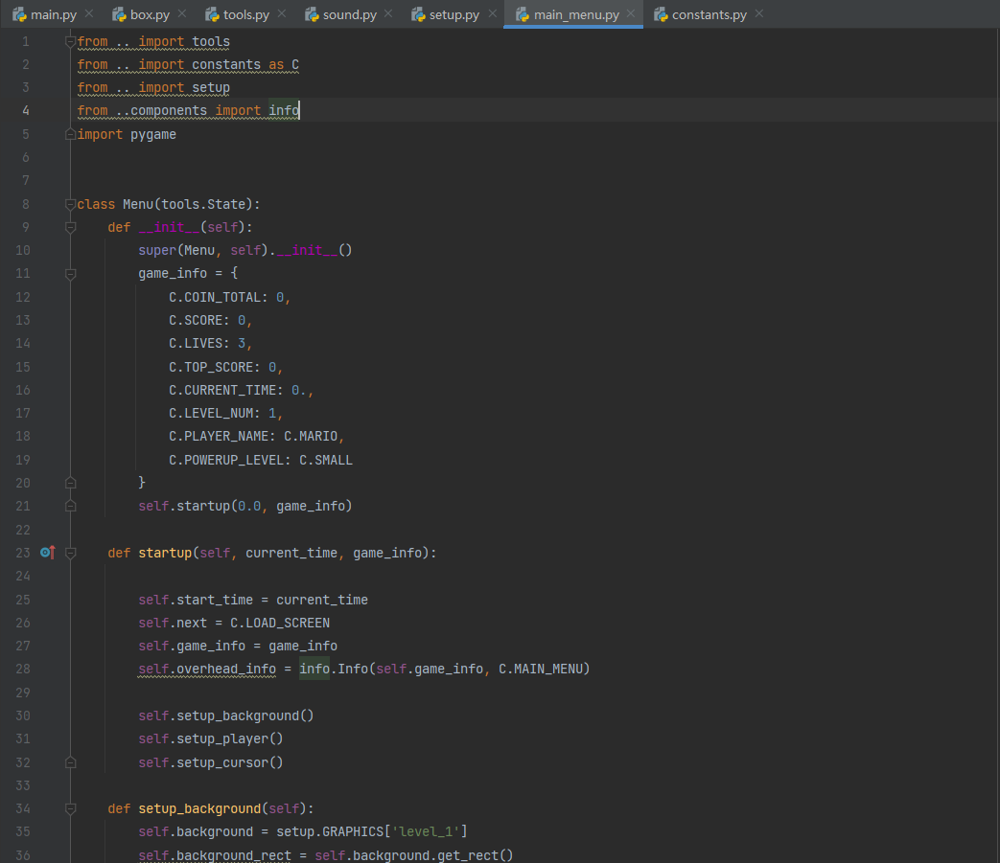 main.py box.py tools.py sound.py setup.py main_menu.py constants.py
1 from .. import tools
2 from .. import constants as C
3 from .. import setup
4 from ..components import info
5 import pygame
6
7
8 class Menu(tools.State):
9 def __init__(self):
10 super(Menu, self).__init__()
11 game_info = {
12 C.COIN_TOTAL: 0,
13 C.SCORE: 0,
14 C.LIVES: 3,
15 C.TOP_SCORE: 0,
16 C.CURRENT_TIME: 0.,
17 C.LEVEL_NUM: 1,
18 C.PLAYER_NAME: C.MARIO,
19 C.POWERUP_LEVEL: C.SMALL
20 }
21 self.startup(0.0, game_info)
22
23 def startup(self, current_time, game_info):
24
25 self.start_time = current_time
26 self.next = C.LOAD_SCREEN
27 self.game_info = game_info
28 self.overhead_info = info.Info(self.game_info, C.MAIN_MENU)
29
30 self.setup_background()
31 self.setup_player()
32 self.setup_cursor()
33
34 def setup_background(self):
35 self.background = setup.GRAPHICS['level_1']
36 self.background_rect = self.background.get_rect()